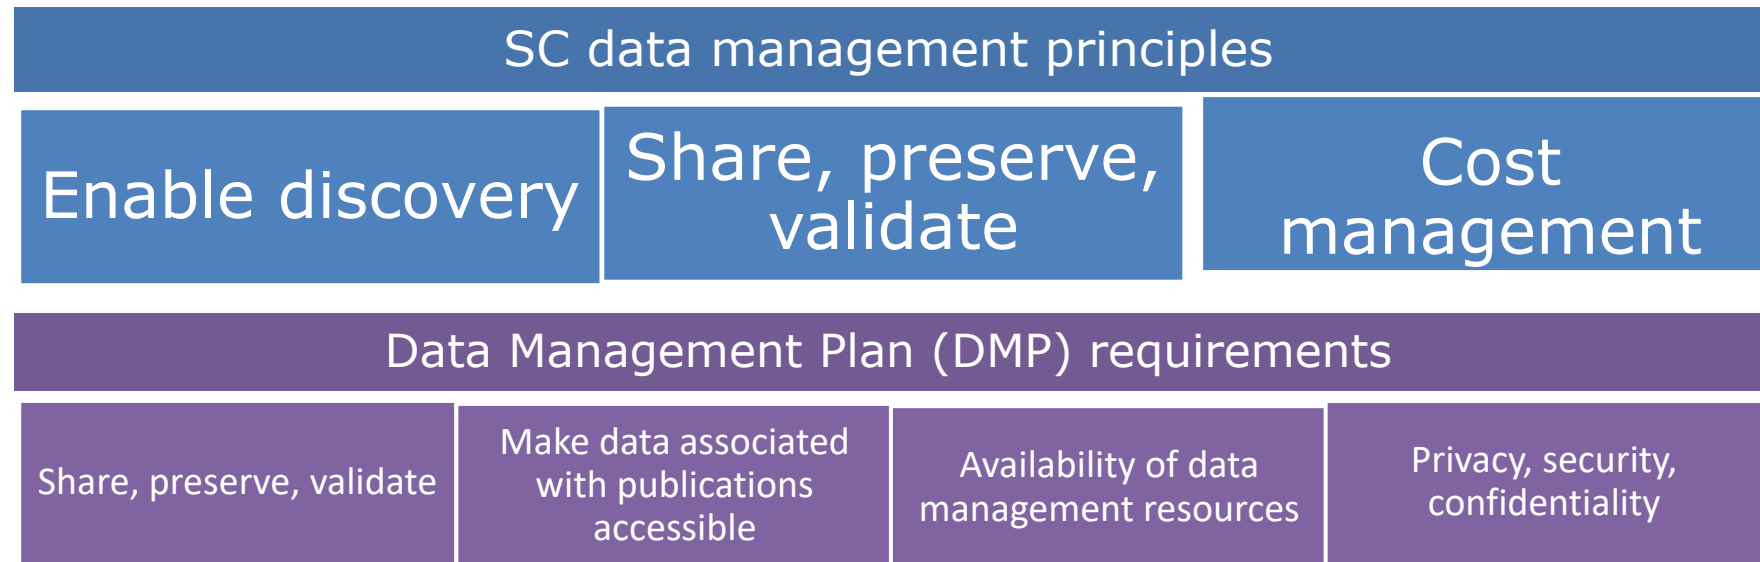 SC data management principles
Enable discovery
Share, preserve,
validate
Cost
management
Data Management Plan (DMP) requirements
Share, preserve, validate
Make data associated
with publications
accessible
Availability of data
management resources
Privacy, security,
confidentiality